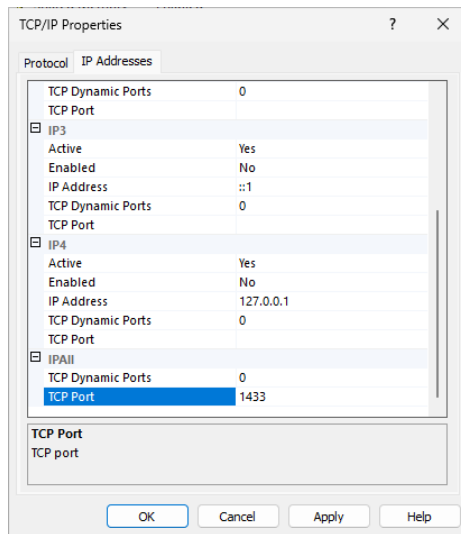 TCP/IP Properties ? ×
Protocol IP Addresses
TCP Dynamic Ports 0
TCP Port
IP3
Active Yes
Enabled No
IP Address ::1
TCP Dynamic Ports 0
TCP Port
IP4
Active Yes
Enabled No
IP Address 127.0.0.1
TCP Dynamic Ports 0
TCP Port
IPAll
TCP Dynamic Ports 0
TCP Port 1433
TCP Port
TCP port
OK Cancel Apply Help